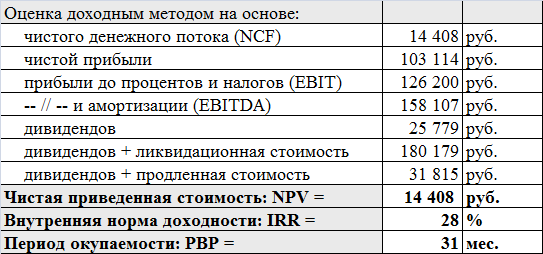 Оценка доходным методом на основе:
чистого денежного потока (NCF) 14 408 руб.
чистой прибыли 103 114 руб.
прибыли до процентов и налогов (EBIT) 126 200 руб.
-- // -- и амортизации (EBITDA) 158 107 руб.
дивидендов 25 779 руб.
дивидендов + ликвидационная стоимость 180 179 руб.
дивидендов + продленная стоимость 31 815 руб.
Чистая приведенная стоимость: NPV = 14 408 руб.
Внутренняя норма доходности: IRR = 28 %
Период окупаемости: PBP = 31 мес.